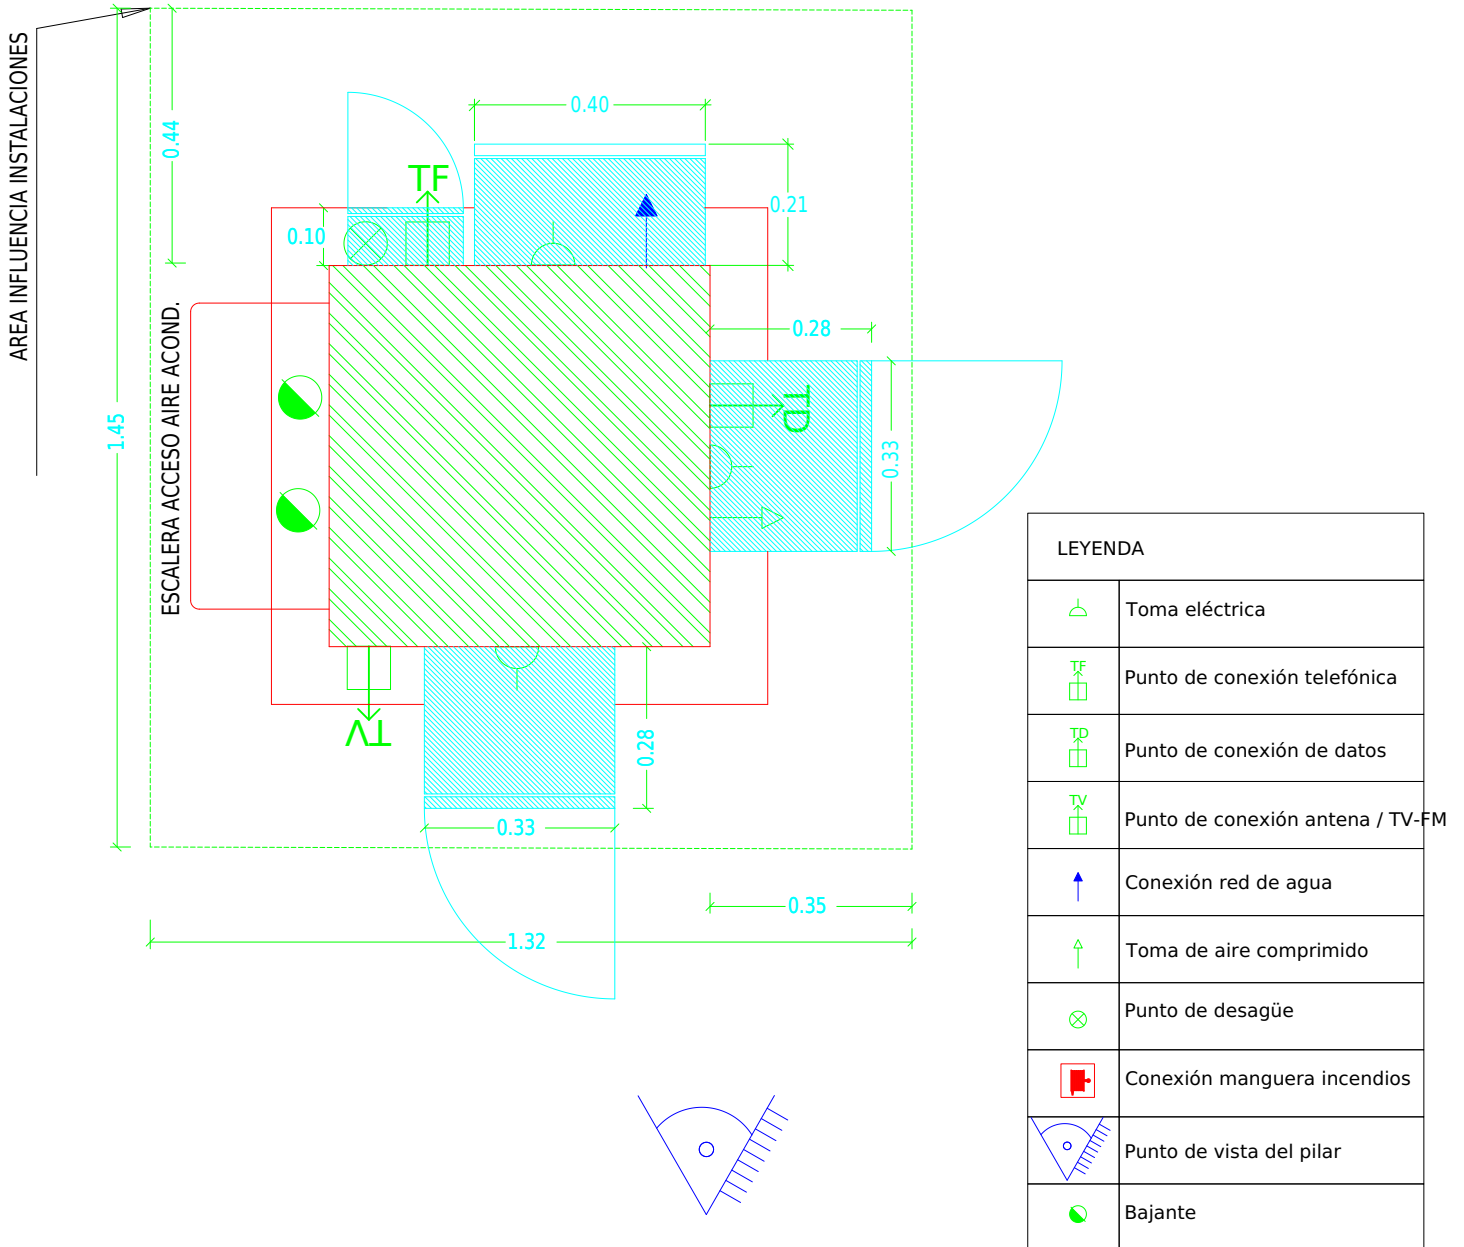 AREA INFLUENCIA INSTALACIONES
0.44
0.40
TF
0.21
0.10
ESCALERA ACCESO AIRE ACOND.
0.28
1.45
TD
0.33
TV
0.28
0.33
0.35
1.32
LEYENDA
Toma eléctrica
TF
Punto de conexión telefónica
TD
Punto de conexión de datos
TV
Punto de conexión antena / TV-FM
Conexión red de agua
Toma de aire comprimido
Punto de desagüe
Conexión manguera incendios
Punto de vista del pilar
Bajante